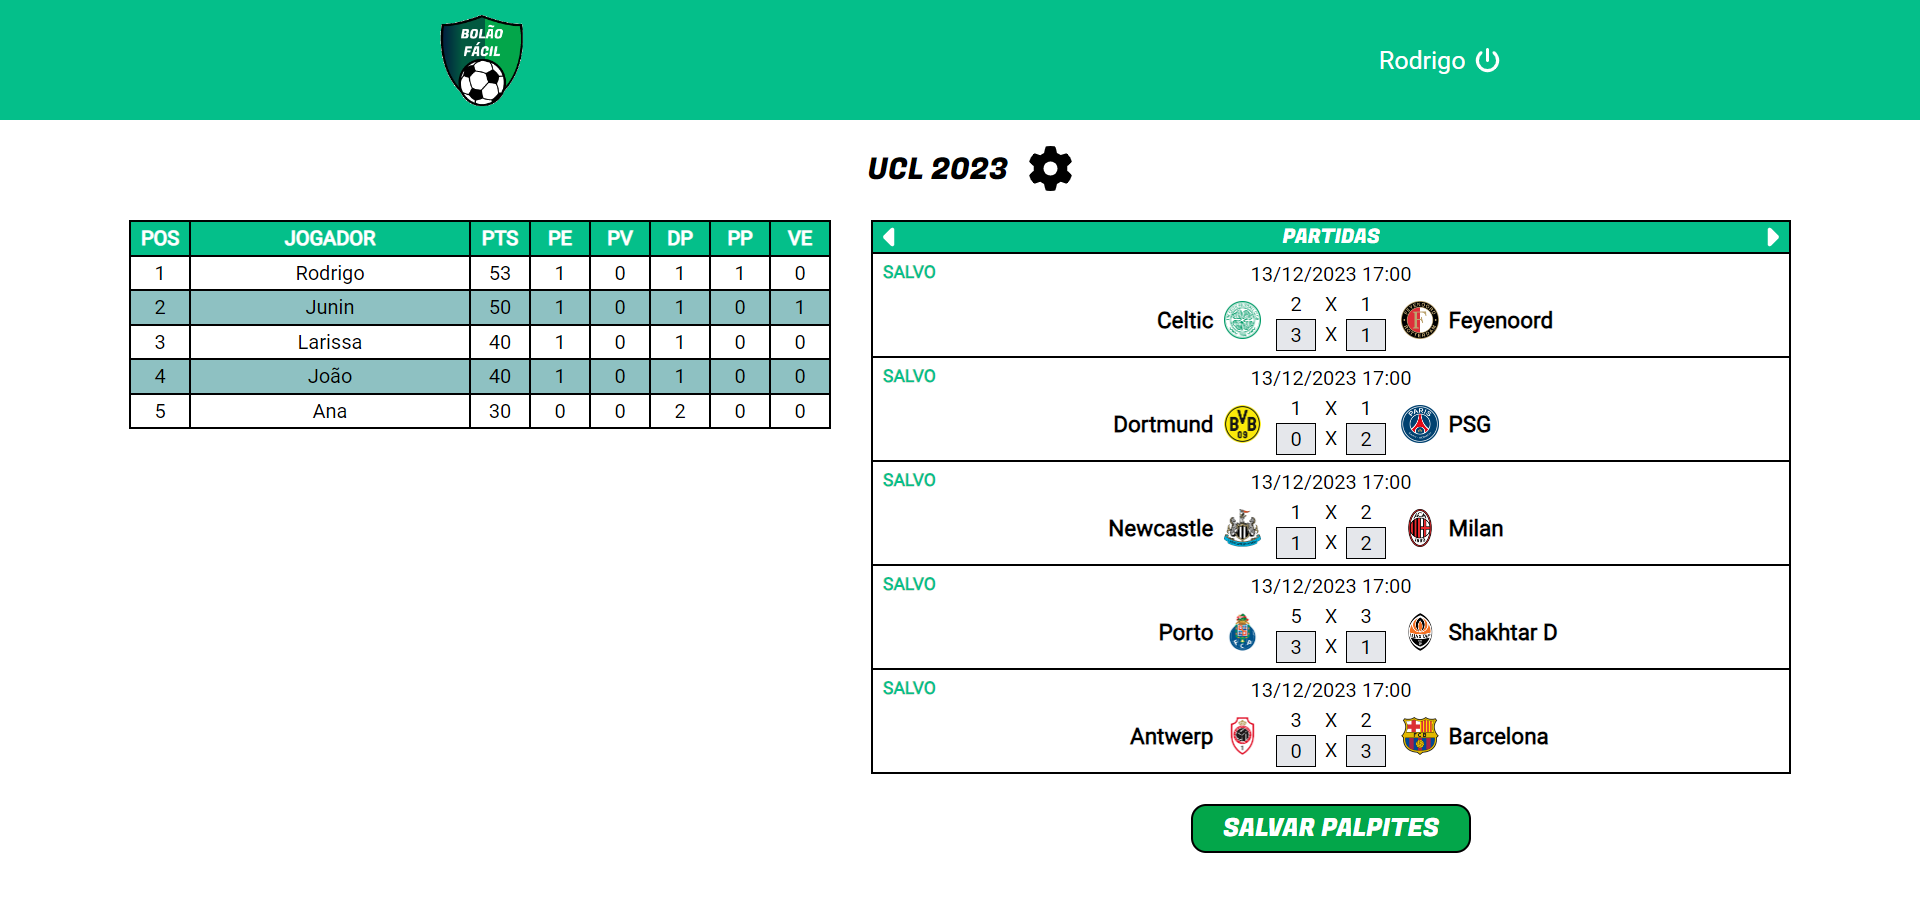 BOLÃO
FÁCIL
Rodrigo
UCL 2023
POS JOGADOR PTS PE PV DP PP VE
1 Rodrigo 53 1 0 1 1 0
2 Junin 50 1 0 1 0 1
3 Larissa 40 1 0 1 0 0
4 João 40 1 0 1 0 0
5 Ana 30 0 0 2 0 0
PARTIDAS
SALVO 13/12/2023 17:00
2 X 1
Celtic Feyenoord
3 X 1
SALVO 13/12/2023 17:00
1 X 1
Dortmund BVB 09 PARIS PSG
0 X 2
SALVO 13/12/2023 17:00
1 X 2
Newcastle Milan
1 X 2
SALVO 13/12/2023 17:00
5 X 3
Porto Shakhtar D
3 X 1
SALVO 13/12/2023 17:00
3 X 2
Antwerp Barcelona
0 X 3
SALVAR PALPITES